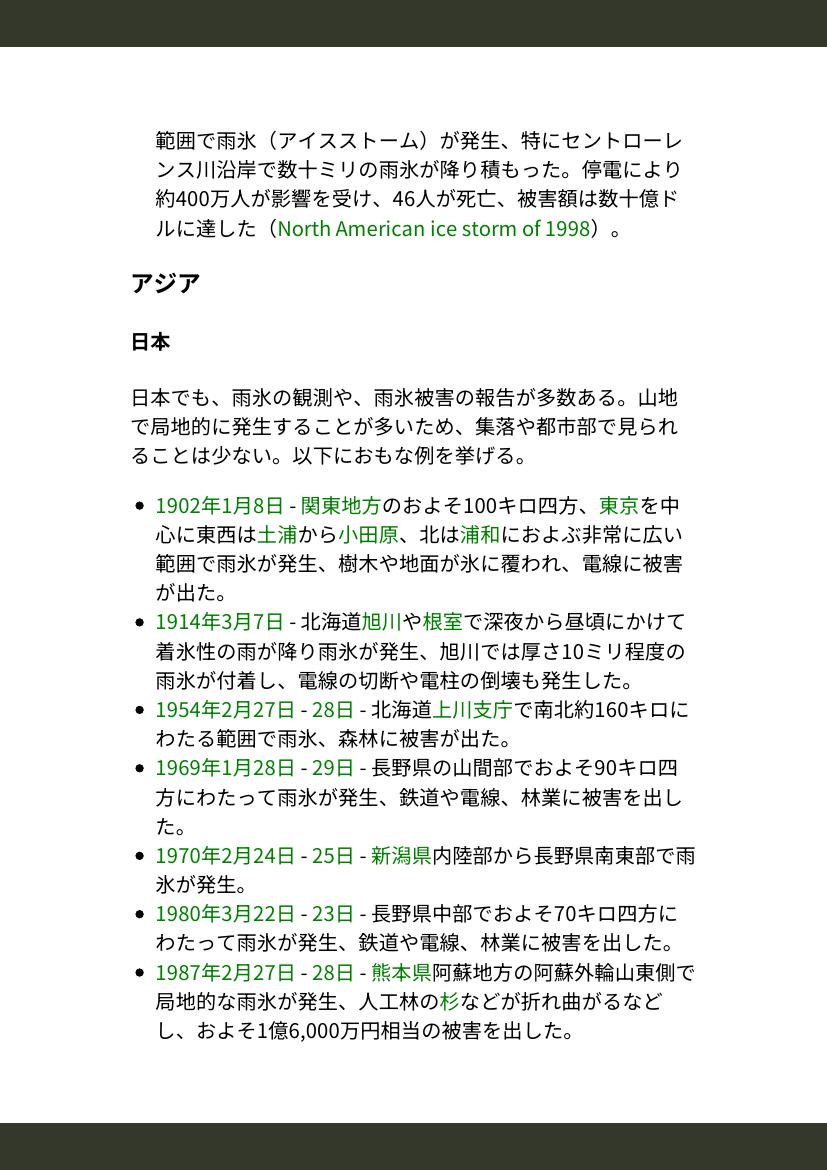 範囲で雨氷（アイスストーム）が発生、特にセントローレ
ンス川沿岸で数十ミリの雨氷が降り積もった。停電により
約400万人が影響を受け、46人が死亡、被害額は数十億ド
ルに達した（North American ice storm of 1998）。
アジア
日本
日本でも、雨氷の観測や、雨氷被害の報告が多数ある。山地
で局地的に発生することが多いため、集落や都市部で見られ
ることは少ない。以下におもな例を挙げる。
• 1902年1月8日 - 関東地方のおよそ100キロ四方、東京を中
心に東西は土浦から小田原、北は浦和におよぶ非常に広い
範囲で雨氷が発生、樹木や地面が氷に覆われ、電線に被害
が出た。
• 1914年3月7日 - 北海道旭川や根室で深夜から昼頃にかけて
着氷性の雨が降り雨氷が発生、旭川では厚さ10ミリ程度の
雨氷が付着し、電線の切断や電柱の倒壊も発生した。
• 1954年2月27日 - 28日 - 北海道上川支庁で南北約160キロに
わたる範囲で雨氷、森林に被害が出た。
• 1969年1月28日 - 29日 - 長野県の山間部でおよそ90キロ四
方にわたって雨氷が発生、鉄道や電線、林業に被害を出し
た。
• 1970年2月24日 - 25日 - 新潟県内陸部から長野県南東部で雨
氷が発生。
• 1980年3月22日 - 23日 - 長野県中部でおよそ70キロ四方に
わたって雨氷が発生、鉄道や電線、林業に被害を出した。
• 1987年2月27日 - 28日 - 熊本県阿蘇地方の阿蘇外輪山東側で
局地的な雨氷が発生、人工林の杉などが折れ曲がるなど
し、およそ1億6,000万円相当の被害を出した。